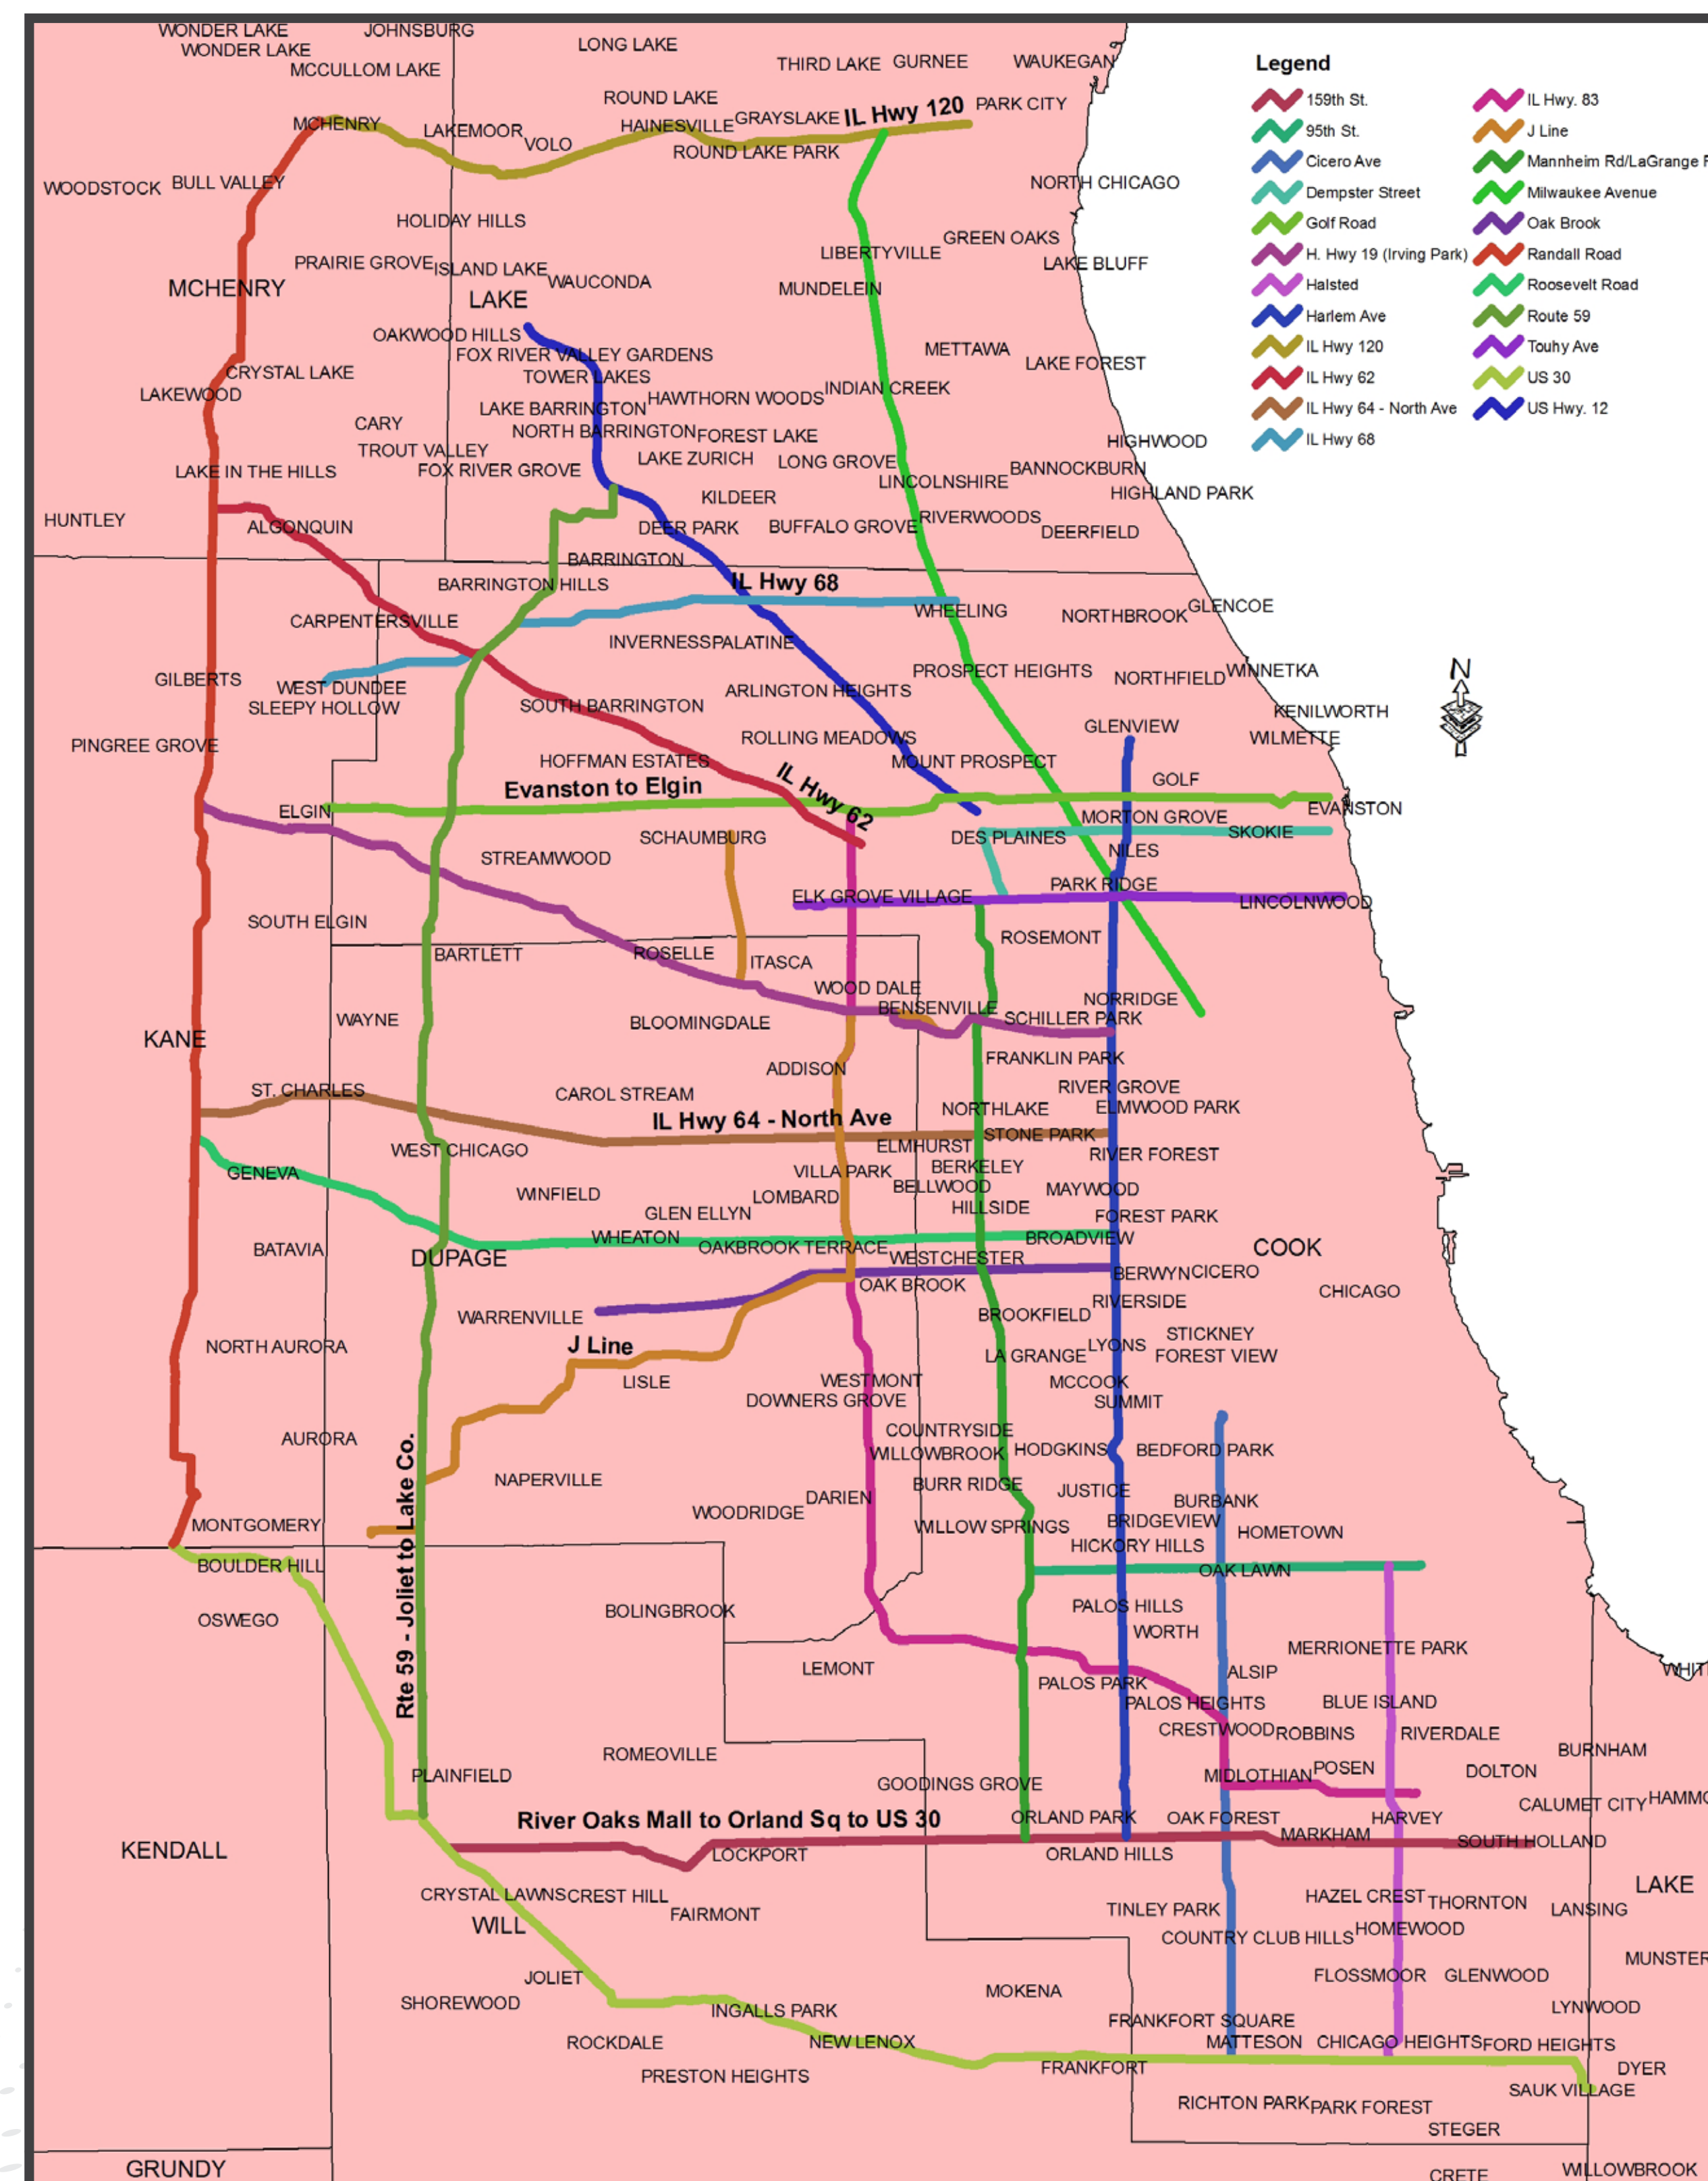 WONDER LAKE
JOHNSBURG
WONDER LAKE
LONG LAKE
MCCULLOM LAKE
THIRD LAKE
GURNEE
WAUKEGAN
Legend
159th St.
95th St.
Cicero Ave
Dempster Street
Golf Road
H. Hwy 19 (Irving Park)
Halsted
Harlem Ave
IL Hwy 120
IL Hwy 62
IL Hwy 64 - North Ave
IL Hwy 68
IL Hwy. 83
J Line
Mannheim Rd/LaGrange
Milwaukee Avenue
Oak Brook
Randall Road
Roosevelt Road
Route 59
Touhy Ave
US 30
US Hwy. 12
ROUND LAKE
IL Hwy 120
PARK CITY
MCHENRY
LAKEMOOR
VOLO
HAINESVILLE
GRAYSLAKE
ROUND LAKE PARK
WOODSTOCK
BULL VALLEY
NORTH CHICAGO
HOLIDAY HILLS
GREEN OAKS
LIBERTYVILLE
LAKE BLUFF
PRAIRIE GROVE
ISLAND LAKE
WAUCONDA
MCHENRY
LAKE
MUNDELEIN
OAKWOOD HILLS
FOX RIVER VALLEY GARDENS
METTAWA
LAKE FOREST
CRYSTAL LAKE
TOWER LAKES
LAKEWOOD
HAWTHORN WOODS
INDIAN CREEK
LAKE BARRINGTON
CARY
NORTH BARRINGTON
FOREST LAKE
HIGHWOOD
TROUT VALLEY
LAKE ZURICH
LONG GROVE
BANNOCKBURN
LAKE IN THE HILLS
FOX RIVER GROVE
LINCOLNSHIRE
HIGHLAND PARK
KILDEER
HUNTLEY
ALGONQUIN
DEER PARK
BUFFALO GROVE
RIVERWOODS
DEERFIELD
BARRINGTON
BARRINGTON HILLS
IL Hwy 68
CARPENTERSVILLE
WHEELING
NORTHBROOK
GLENCOE
INVERNESS
PALATINE
GILBERTS
WEST DUNDEE
PROSPECT HEIGHTS
NORTHFIELD
WINNETKA
SLEEPY HOLLOW
SOUTH BARRINGTON
ARLINGTON HEIGHTS
KENILWORTH
N
PINGREE GROVE
ROLLING MEADOWS
GLENVIEW
WILMETTE
HOFFMAN ESTATES
MOUNT PROSPECT
Evanston to Elgin
IL Hwy 62
GOLF
ELGIN
MORTON GROVE
EVANSTON
SCHAUMBURG
DES PLAINES
SKOKIE
STREAMWOOD
NILES
ELK GROVE VILLAGE
PARK RIDGE
LINCOLNWOOD
SOUTH ELGIN
BARTLETT
ROSELLE
ITASCA
ROSEMONT
WOOD DALE
BENSENVILLE
NORRIDGE
WAYNE
BLOOMINGDALE
SCHILLER PARK
KANE
ADDISON
FRANKLIN PARK
ST. CHARLES
CAROL STREAM
RIVER GROVE
NORTHLAKE
ELMWOOD PARK
IL Hwy 64 - North Ave
STONE PARK
WEST CHICAGO
ELMHURST
RIVER FOREST
GENEVA
VILLA PARK
BERKELEY
WINFIELD
LOMBARD
BELLWOOD
MAYWOOD
GLEN ELLYN
HILLSIDE
FOREST PARK
WHEATON
BROADVIEW
BATAVIA
DUPAGE
OAKBROOK TERRACE
WESTCHESTER
COOK
OAK BROOK
BERWYN
CICERO
CHICAGO
WARRENVILLE
BROOKFIELD
RIVERSIDE
NORTH AURORA
J Line
LYONS
STICKNEY
LA GRANGE
FOREST VIEW
LISLE
WESTMONT
MCCOOK
DOWNERS GROVE
SUMMIT
AURORA
COUNTRYSIDE
WILLOWBROOK
HODGKINS
BEDFORD PARK
NAPERVILLE
BURR RIDGE
JUSTICE
DARIEN
BURBANK
WOODRIDGE
MONTGOMERY
WILLOW SPRINGS
BRIDGEVIEW
HOMETOWN
HICKORY HILLS
BOULDER HILL
OAK LAWN
Rte 59 - Joliet to Lake Co.
OSWEGO
BOLINGBROOK
PALOS HILLS
WORTH
MERRIONETTE PARK
LEMONT
ALSIP
WHIT
PALOS PARK
PALOS HEIGHTS
BLUE ISLAND
CRESTWOOD
ROBBINS
RIVERDALE
ROMEOVILLE
BURNHAM
PLAINFIELD
GOODINGS GROVE
MIDLOTHIAN
POSEN
DOLTON
CALUMET CITY
HAMMO
River Oaks Mall to Orland Sq to US 30
ORLAND PARK
OAK FOREST
HARVEY
MARKHAM
SOUTH HOLLAND
KENDALL
LOCKPORT
ORLAND HILLS
LAKE
CRYSTAL LAWNS
CREST HILL
HAZEL CREST
THORNTON
FAIRMONT
TINLEY PARK
LANSING
WILL
COUNTRY CLUB HILLS
HOMEWOOD
MUNSTER
JOLIET
FLOSSMOOR
GLENWOOD
MOKENA
SHOREWOOD
INGALLS PARK
LYNWOOD
FRANKFORT SQUARE
ROCKDALE
NEW LENOX
MATTESON
CHICAGO HEIGHTS
FORD HEIGHTS
PRESTON HEIGHTS
FRANKFORT
DYER
SAUK VILLAGE
RICHTON PARK
PARK FOREST
STEGER
GRUNDY
CRETE
WILLOWBROOK